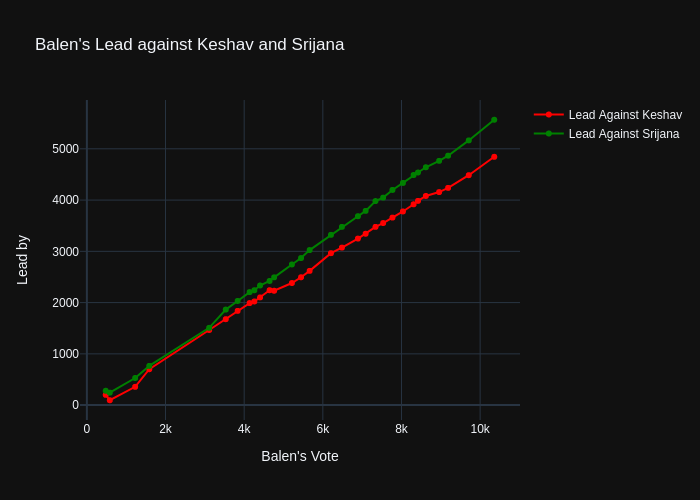 Balen's Lead against Keshav and Srijana
Lead Against Keshav
Lead Against Srijana
Lead by
5000
4000
3000
2000
1000
0
0 2k 4k 6k 8k 10k
Balen's Vote